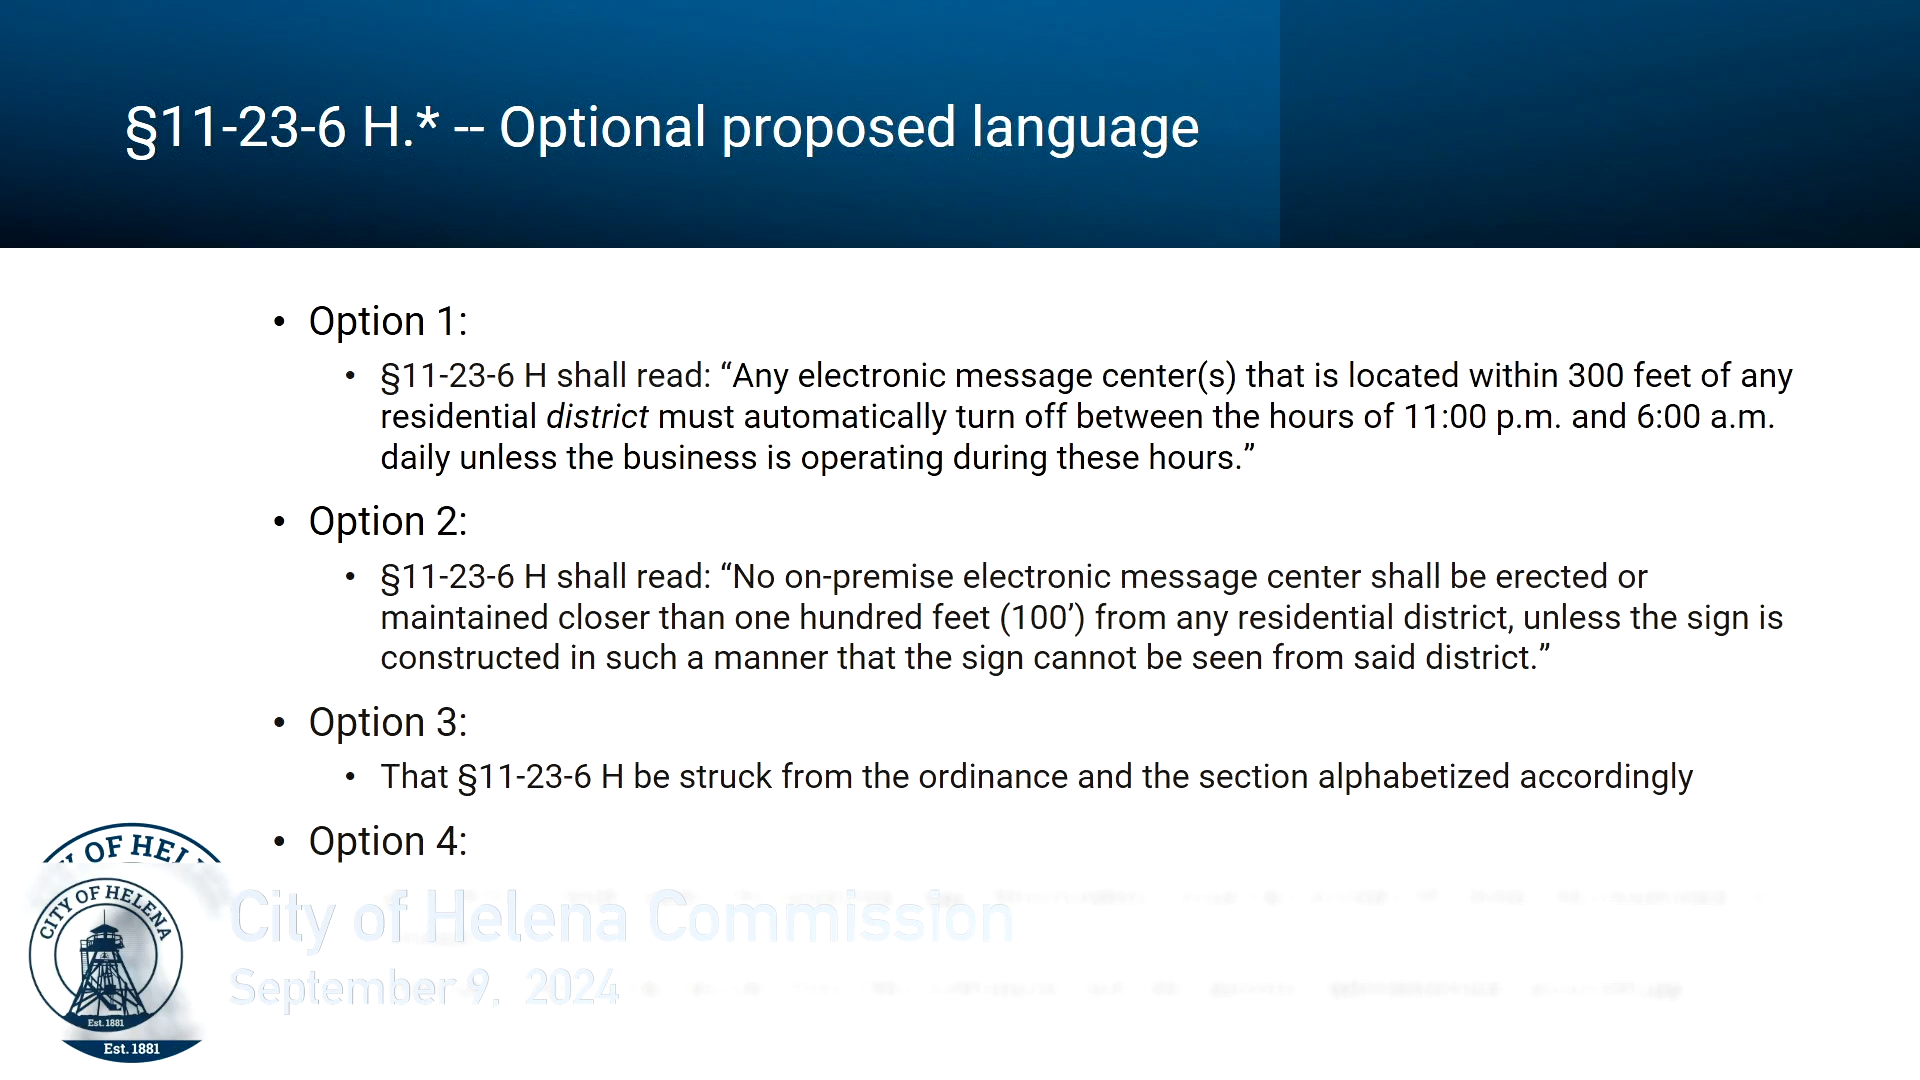 §11-23-6 H.* -- Optional proposed language
• Option 1:
• §11-23-6 H shall read: “Any electronic message center(s) that is located within 300 feet of any
residential district must automatically turn off between the hours of 11:00 p.m. and 6:00 a.m.
daily unless the business is operating during these hours.”
• Option 2:
• §11-23-6 H shall read: “No on-premise electronic message center shall be erected or
maintained closer than one hundred feet (100’) from any residential district, unless the sign is
constructed in such a manner that the sign cannot be seen from said district.”
• Option 3:
• That §11-23-6 H be struck from the ordinance and the section alphabetized accordingly
• Option 4:
OF HEL
CITY OF HELENA
Est. 1881
Est. 1881
City of Helena Commission
September 9, 2024